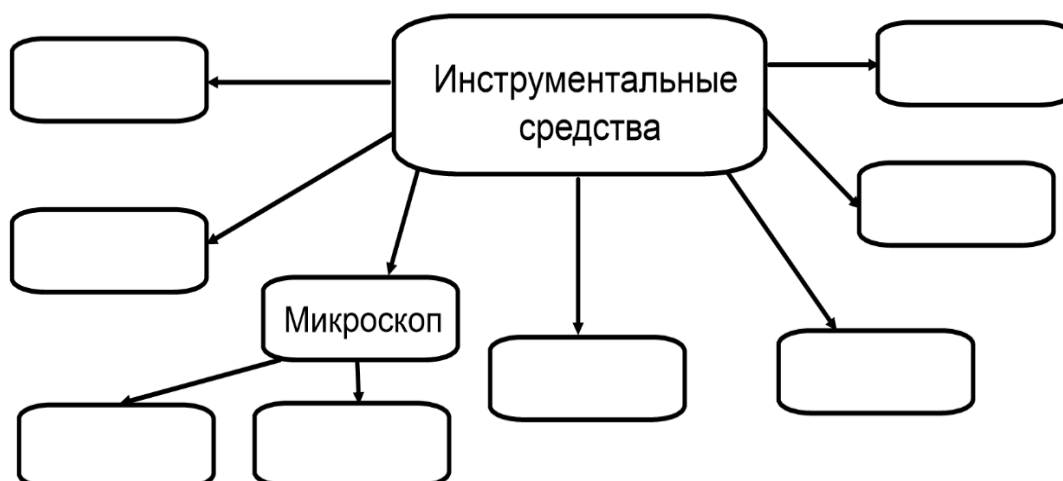 Инструментальные
средства
Микроскоп